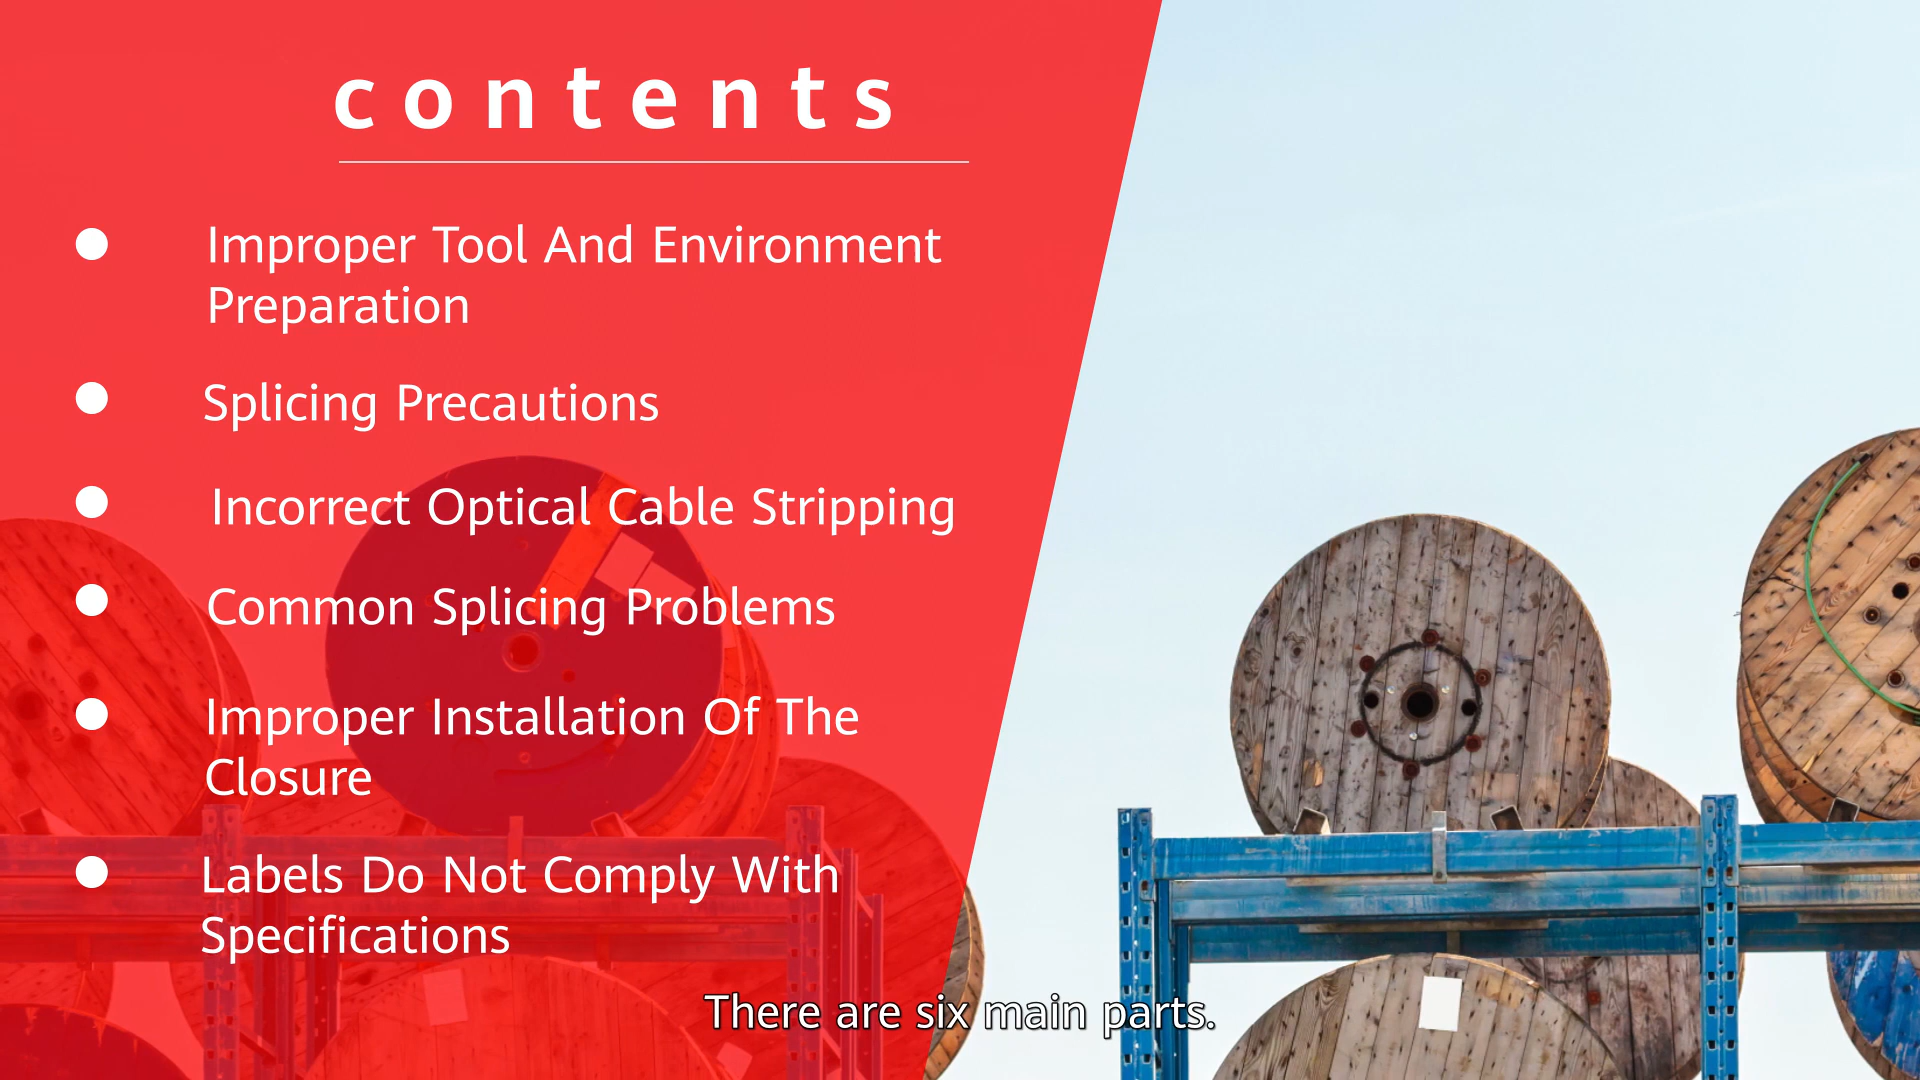 contents
Improper Tool And Environment
Preparation
Splicing Precautions
Incorrect Optical Cable Stripping
Common Splicing Problems
Improper Installation Of The
Closure
Labels Do Not Comply With
Specifications
There are six main parts.